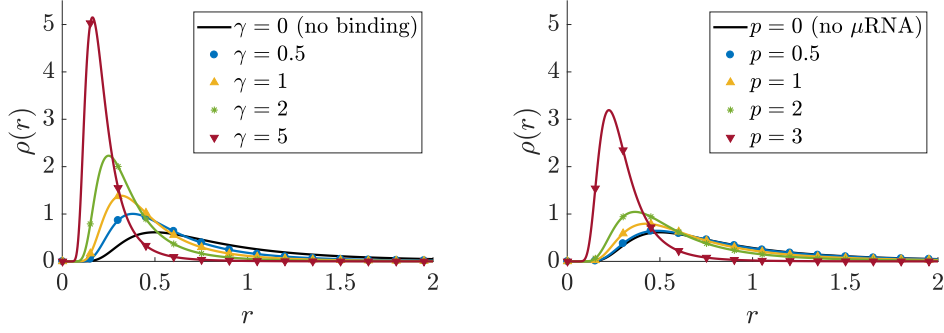 5
4
3
2
1
0
ρ(r)
γ = 0 (no binding)
γ = 0.5
γ = 1
γ = 2
γ = 5
0 0.5 1 1.5 2
r
5
4
3
2
1
0
ρ(r)
p = 0 (no μRNA)
p = 0.5
p = 1
p = 2
p = 3
0 0.5 1 1.5 2
r